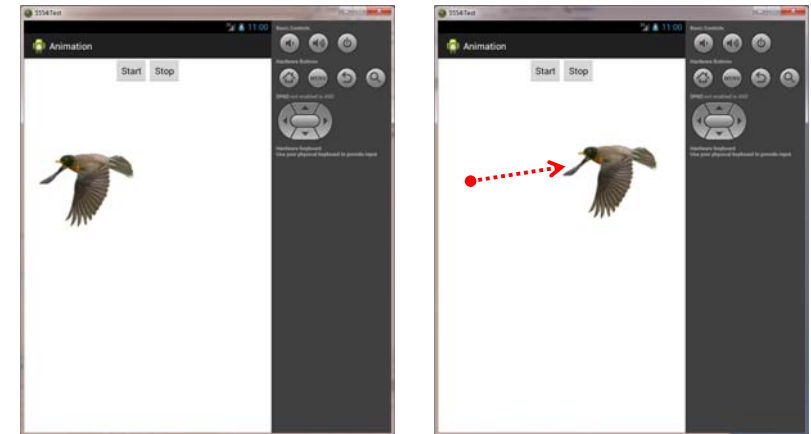 5554:Test
11:00
Animation
Start Stop
Basic Controls
Hardware Buttons
MENU
DPAD not enabled in AVD
Hardware Keyboard
Use your physical keyboard to provide input
5554:Test
11:00
Animation
Start Stop
Basic Controls
Hardware Buttons
MENU
DPAD not enabled in AVD
Hardware Keyboard
Use your physical keyboard to provide input